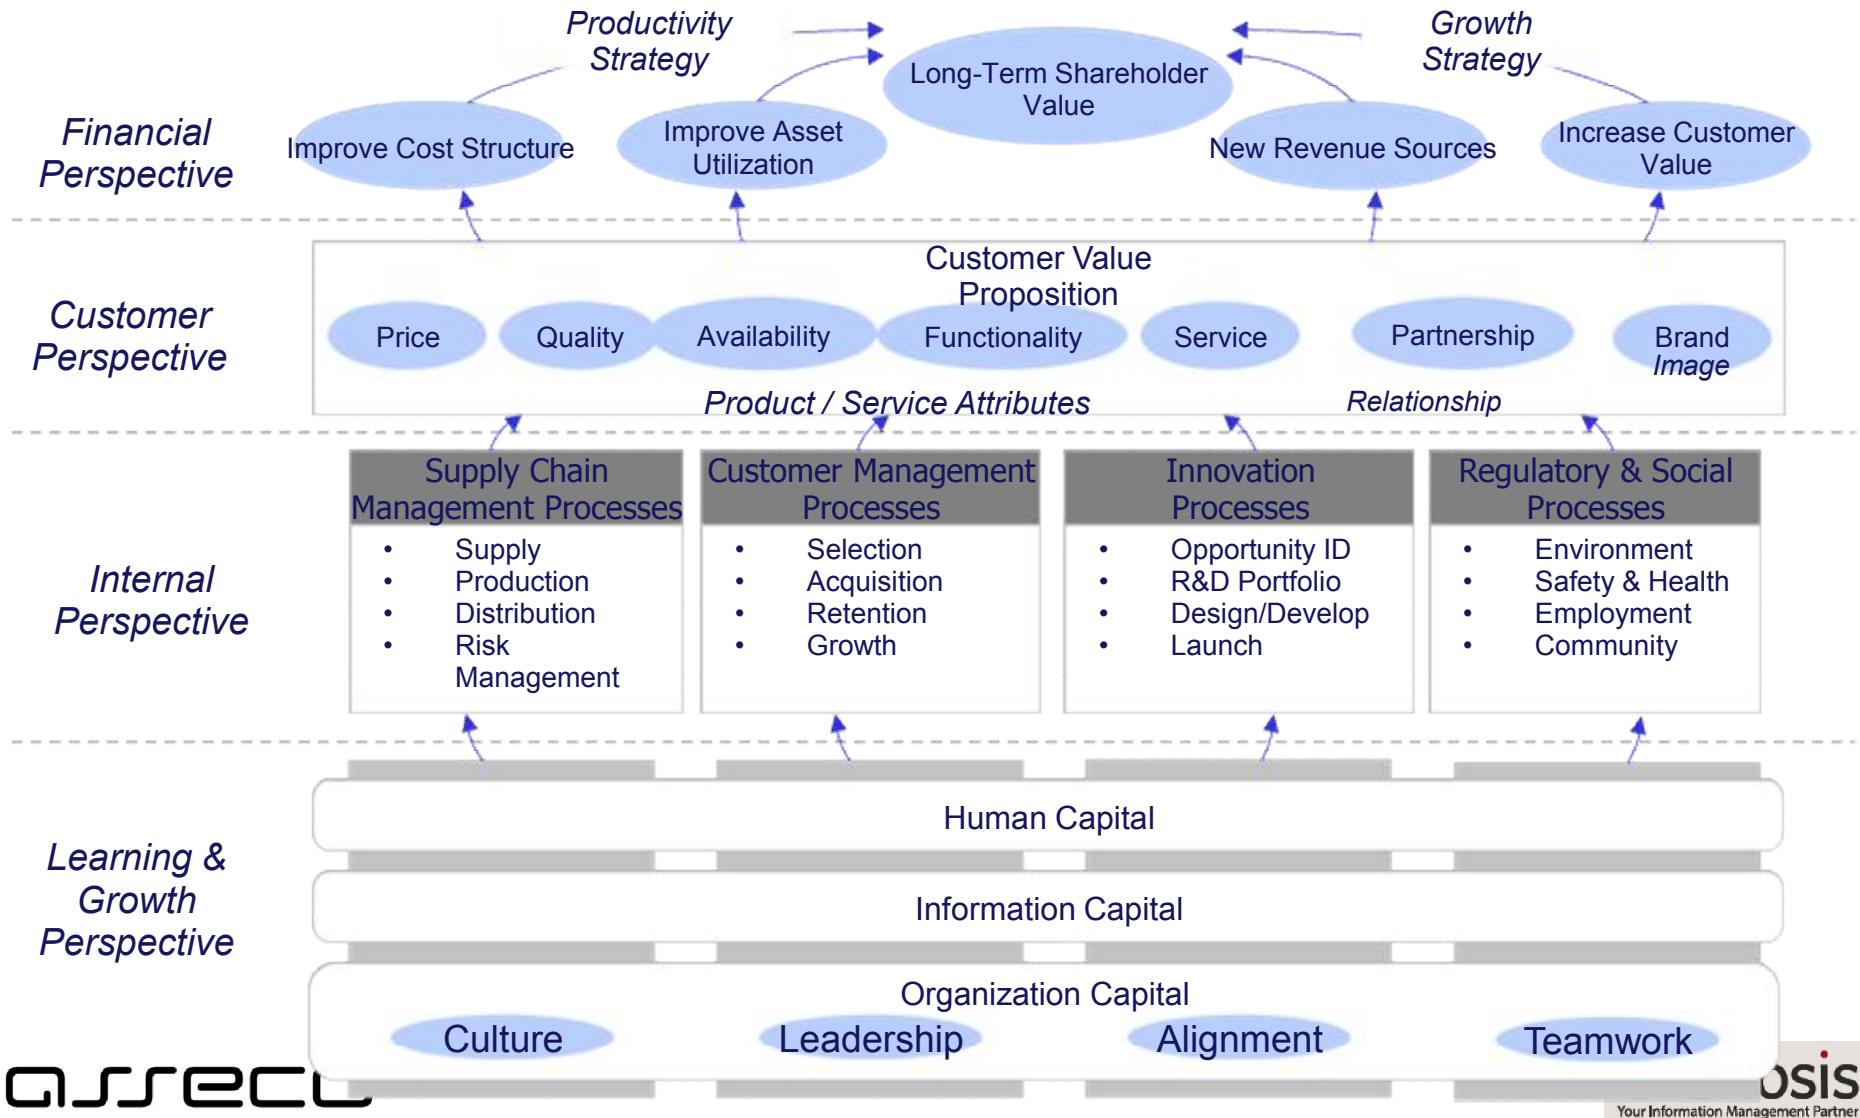 Productivity
Strategy
Growth
Strategy
Long-Term Shareholder
Value
Financial
Perspective
Improve Cost Structure
Improve Asset
Utilization
New Revenue Sources
Increase Customer
Value
Customer
Perspective
Customer Value
Proposition
Price
Quality
Availability
Functionality
Service
Partnership
Brand
Image
Product / Service Attributes
Relationship
Internal
Perspective
Supply Chain
Management Processes
• Supply
• Production
• Distribution
• Risk
Management
Customer Management
Processes
• Selection
• Acquisition
• Retention
• Growth
Innovation
Processes
• Opportunity ID
• R&D Portfolio
• Design/Develop
• Launch
Regulatory & Social
Processes
• Environment
• Safety & Health
• Employment
• Community
Learning &
Growth
Perspective
Human Capital
Information Capital
Organization Capital
Culture
Leadership
Alignment
Teamwork
Your Information Management Partner